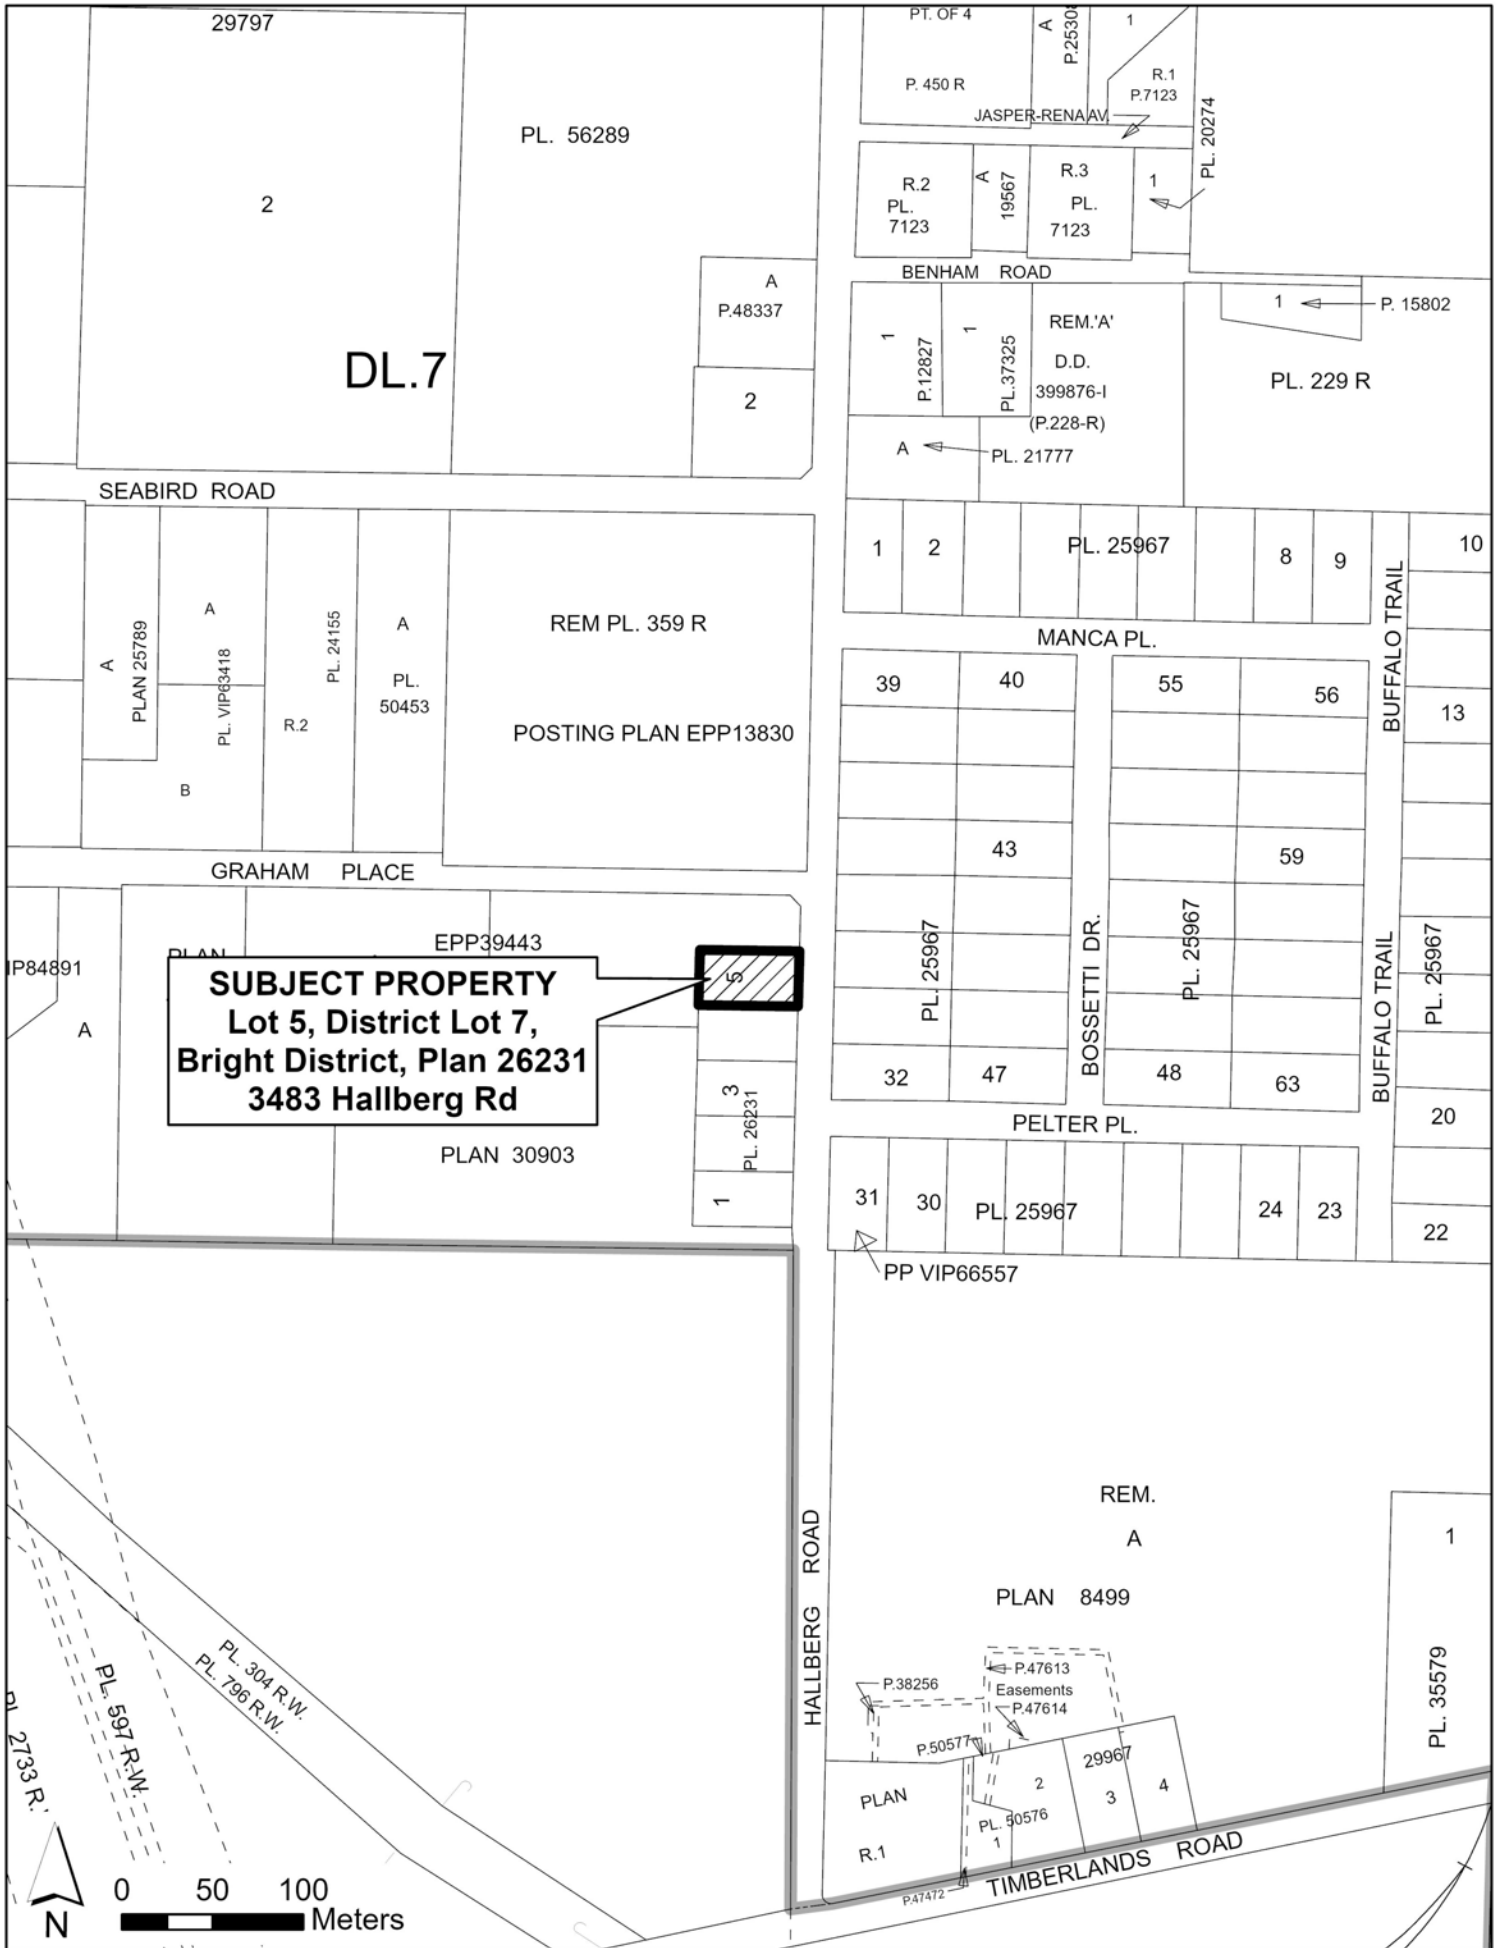 29797
PT. OF 4
A
1
P. 450 R
R.1
P.7123
JASPER-RENA AV.
PL. 20274
PL. 56289
2
R.2
PL.
7123
A
19567
R.3
PL.
7123
1
BENHAM ROAD
A
P.48337
2
DL.7
1
P.12827
1
PL.37325
REM.'A'
D.D.
399876-I
(P.228-R)
1
P. 15802
PL. 229 R
A
PL. 21777
SEABIRD ROAD
1
2
PL. 25967
8
9
10
A
PLAN 25789
A
PL. VIP63418
B
PL. 24155
R.2
A
PL.
50453
REM PL. 359 R
POSTING PLAN EPP13830
MANCA PL.
BUFFALO TRAIL
39
40
55
56
13
43
59
GRAHAM PLACE
PL. 25967
BOSSETTI DR.
PL. 25967
BUFFALO TRAIL
PL. 25967
EPP39443
PLAN
IP84891
A
5
SUBJECT PROPERTY
Lot 5, District Lot 7,
Bright District, Plan 26231
3483 Hallberg Rd
32
47
48
63
20
3
PL. 26231
1
PELTER PL.
PLAN 30903
31
30
PL. 25967
24
23
22
PP VIP66557
REM.
A
PLAN 8499
1
PL. 35579
HALLBERG ROAD
P.38256
P.47613
Easements
P.47614
P.50577
PL. 304 R.W.
PL. 796 R.W.
PL. 597 R.W.
PL. 2733 R.
PLAN
R.1
2
29967
3
4
PL. 50576
1
P.47472
TIMBERLANDS ROAD
N
0 50 100
Meters